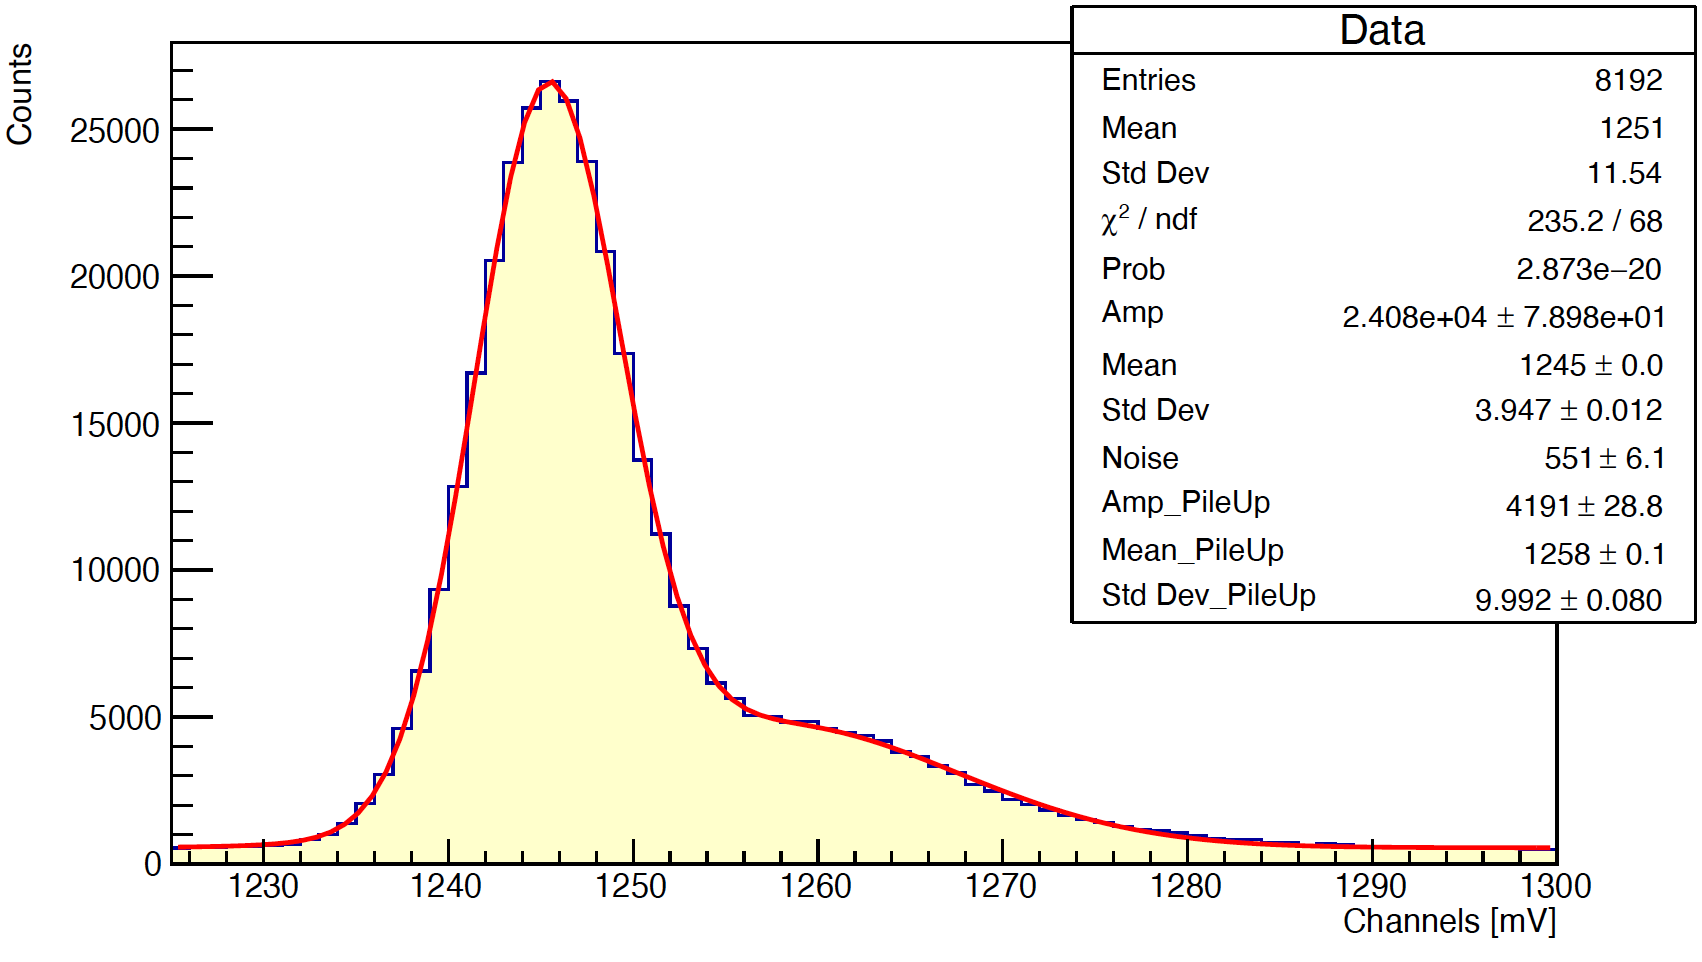 Data
Entries 8192
Mean 1251
Std Dev 11.54
χ² / ndf 235.2 / 68
Prob 2.873e−20
Amp 2.408e+04 ± 7.898e+01
Mean 1245 ± 0.0
Std Dev 3.947 ± 0.012
Noise 551 ± 6.1
Amp_PileUp 4191 ± 28.8
Mean_PileUp 1258 ± 0.1
Std Dev_PileUp 9.992 ± 0.080
Counts
25000
20000
15000
10000
5000
0
1230 1240 1250 1260 1270 1280 1290 1300
Channels [mV]